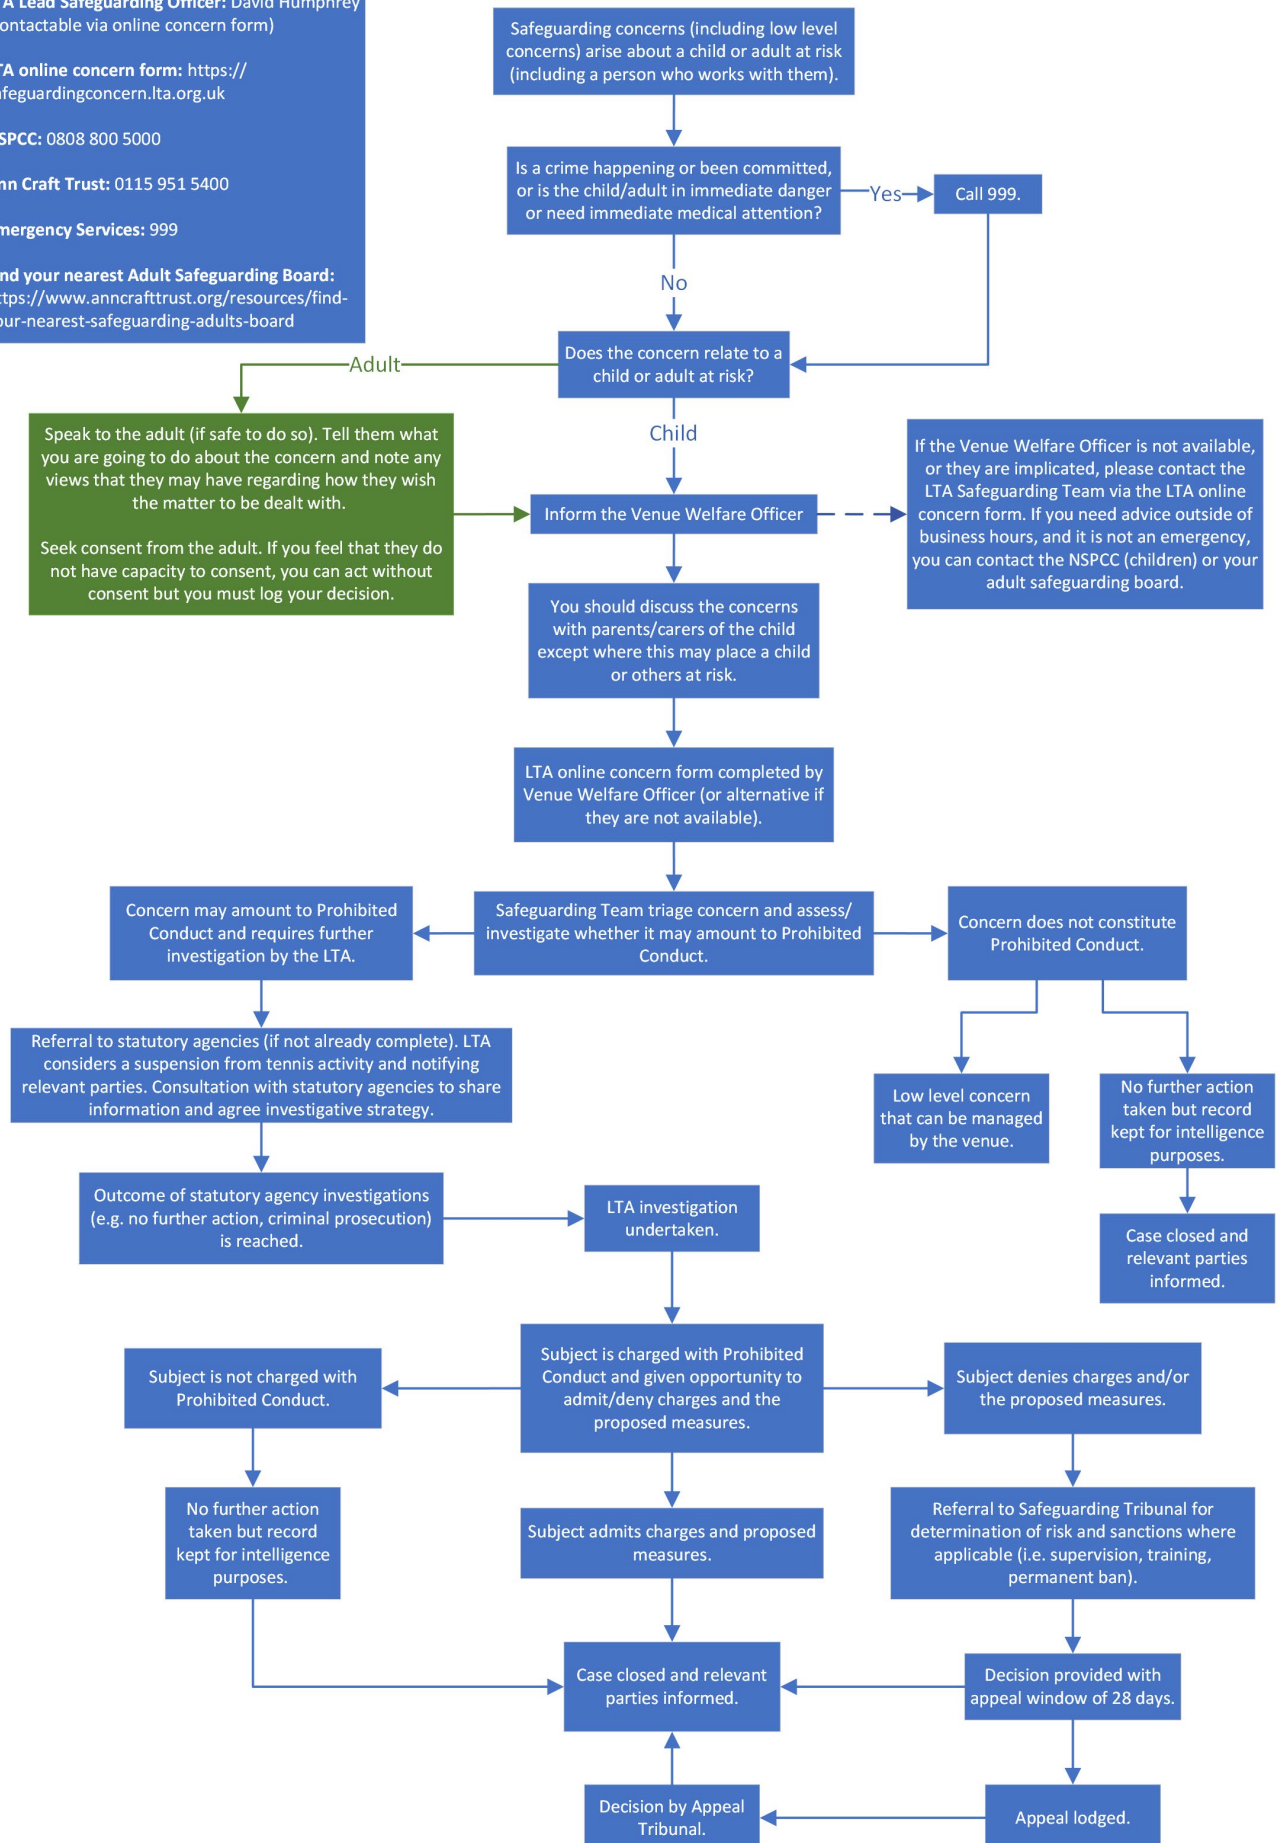 Lead Safeguarding Officer: David Humphrey
contactable via online concern form)
online concern form: https://
safeguardingconcern.lta.org.uk
0808 800 5000
Craft Trust: 0115 951 5400
Services: 999
your nearest Adult Safeguarding Board:
https://www.anncrafttrust.org/resources/find-
your-nearest-safeguarding-adults-board
Safeguarding concerns (including low level
concerns) arise about a child or adult at risk
(including a person who works with them).
Is a crime happening or been committed,
or is the child/adult in immediate danger
or need immediate medical attention?
Yes
Call 999.
No
Does the concern relate to a
child or adult at risk?
Adult
Child
Speak to the adult (if safe to do so). Tell them what
you are going to do about the concern and note any
views that they may have regarding how they wish
the matter to be dealt with.
Seek consent from the adult. If you feel that they do
not have capacity to consent, you can act without
consent but you must log your decision.
Inform the Venue Welfare Officer
If the Venue Welfare Officer is not available,
or they are implicated, please contact the
LTA Safeguarding Team via the LTA online
concern form. If you need advice outside of
business hours, and it is not an emergency,
you can contact the NSPCC (children) or your
adult safeguarding board.
You should discuss the concerns
with parents/carers of the child
except where this may place a child
or others at risk.
LTA online concern form completed by
Venue Welfare Officer (or alternative if
they are not available).
Safeguarding Team triage concern and assess/
investigate whether it may amount to Prohibited
Conduct.
Concern may amount to Prohibited
Conduct and requires further
investigation by the LTA.
Concern does not constitute
Prohibited Conduct.
Referral to statutory agencies (if not already complete). LTA
considers a suspension from tennis activity and notifying
relevant parties. Consultation with statutory agencies to share
information and agree investigative strategy.
Low level concern
that can be managed
by the venue.
No further action
taken but record
kept for intelligence
purposes.
Outcome of statutory agency investigations
(e.g. no further action, criminal prosecution)
is reached.
LTA investigation
undertaken.
Case closed and
relevant parties
informed.
Subject is not charged with
Prohibited Conduct.
Subject is charged with Prohibited
Conduct and given opportunity to
admit/deny charges and the
proposed measures.
Subject denies charges and/or
the proposed measures.
No further action
taken but record
kept for intelligence
purposes.
Subject admits charges and proposed
measures.
Referral to Safeguarding Tribunal for
determination of risk and sanctions where
applicable (i.e. supervision, training,
permanent ban).
Case closed and relevant
parties informed.
Decision provided with
appeal window of 28 days.
Decision by Appeal
Tribunal.
Appeal lodged.